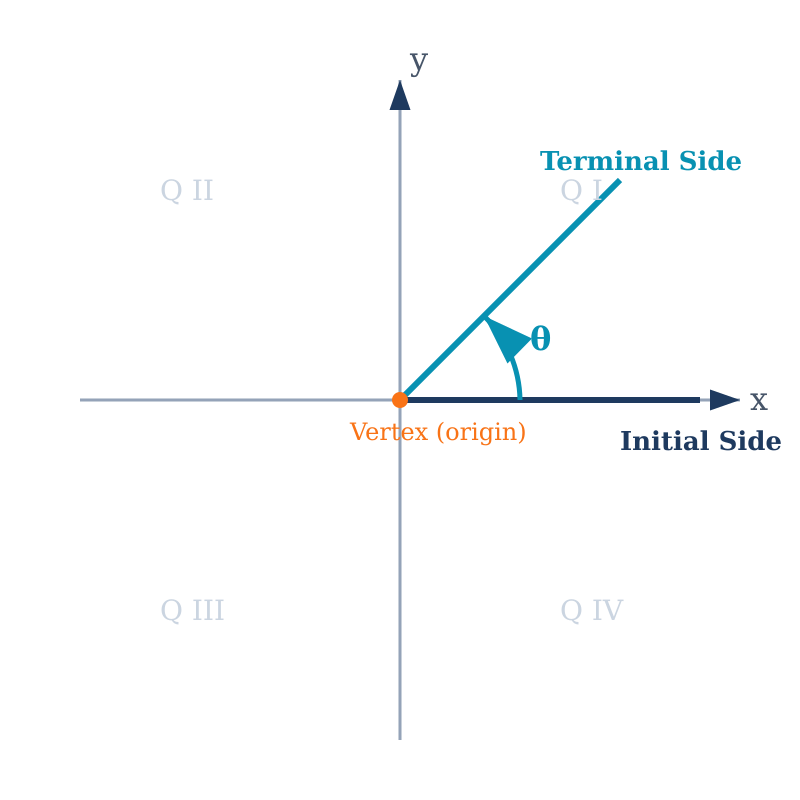 y
Terminal Side
Q II
Q I
θ
x
Vertex (origin)
Initial Side
Q III
Q IV